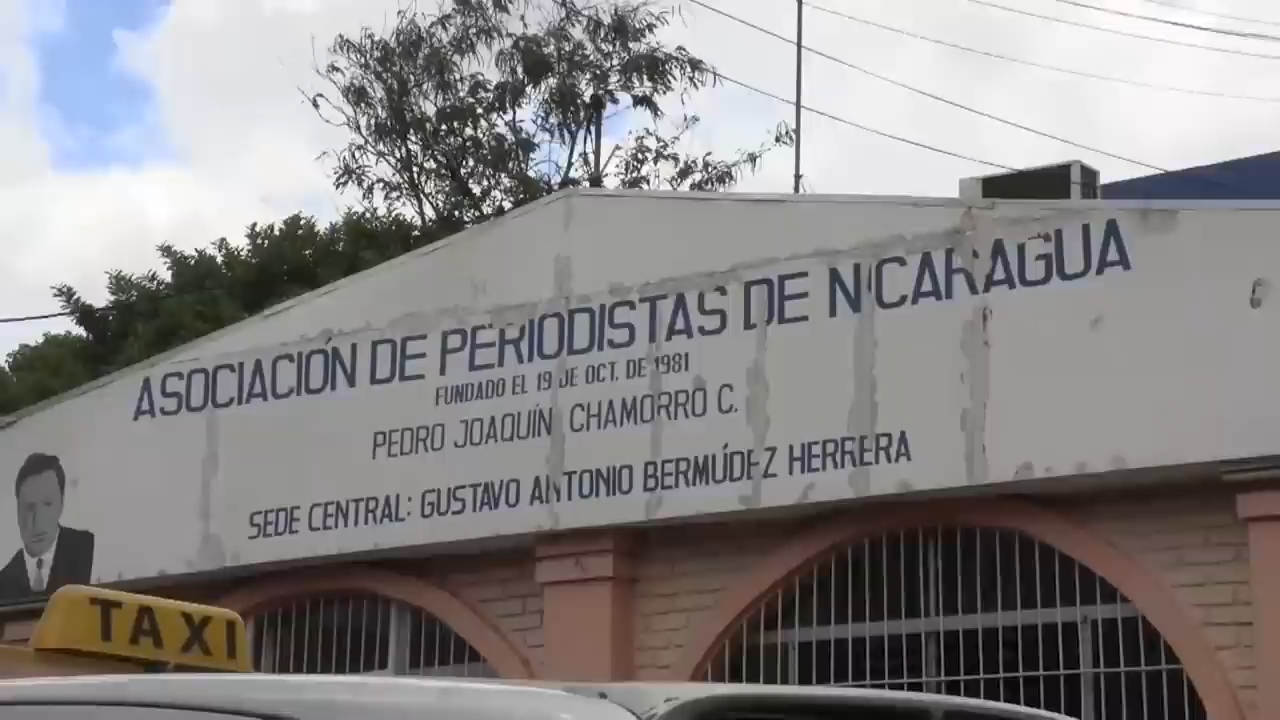 ASOCIACION DE PERIODISTAS DE NICARAGUA
FUNDADO EL 19 DE OCT. DE 1981
PEDRO JOAQUÍN CHAMORRO C.
SEDE CENTRAL: GUSTAVO ANTONIO BERMÚDEZ HERRERA
TAXI